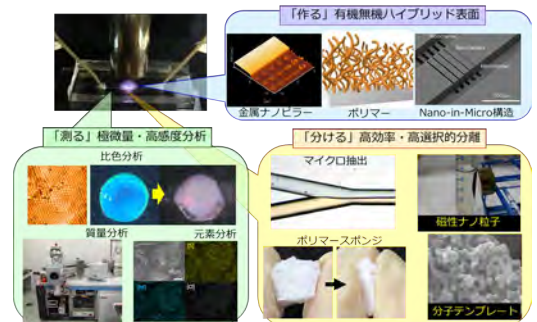 「作る」有機無機ハイブリッド表面
金属ナノピラー
ポリマー
Nano-in-Micro構造
「測る」極微量・高感度分析
比色分析
質量分析
元素分析
「分ける」高効率・高選択的分離
マイクロ抽出
磁性ナノ粒子
ポリマースポンジ
分子テンプレート